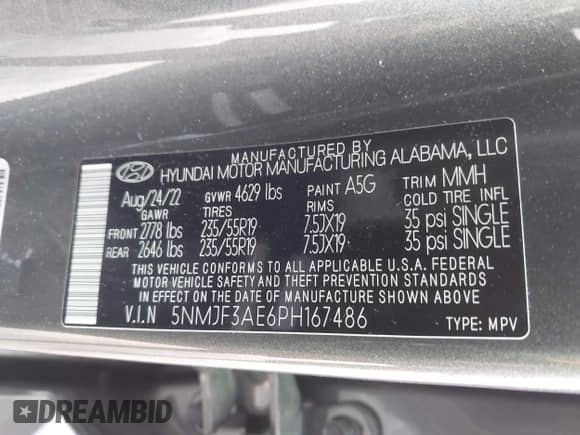 MANUFACTURED BY
HYUNDAI MOTOR MANUFACTURING ALABAMA, LLC
Aug/24/22 GVWR 4629 lbs PAINT A5G TRIM MMH
GAWR TIRES RIMS COLD TIRE INFL
FRONT 2778 lbs 235/55R19 7.5JX19 35 psi SINGLE
REAR 2646 lbs 235/55R19 7.5JX19 35 psi SINGLE
THIS VEHICLE CONFORMS TO ALL APPLICABLE U.S.A. FEDERAL
MOTOR VEHICLE SAFETY AND THEFT PREVENTION STANDARDS
IN EFFECT ON THE DATE OF MANUFACTURE SHOWN ABOVE.
V.I.N 5NMJF3AE6PH167486 TYPE: MPV
DREAMBID